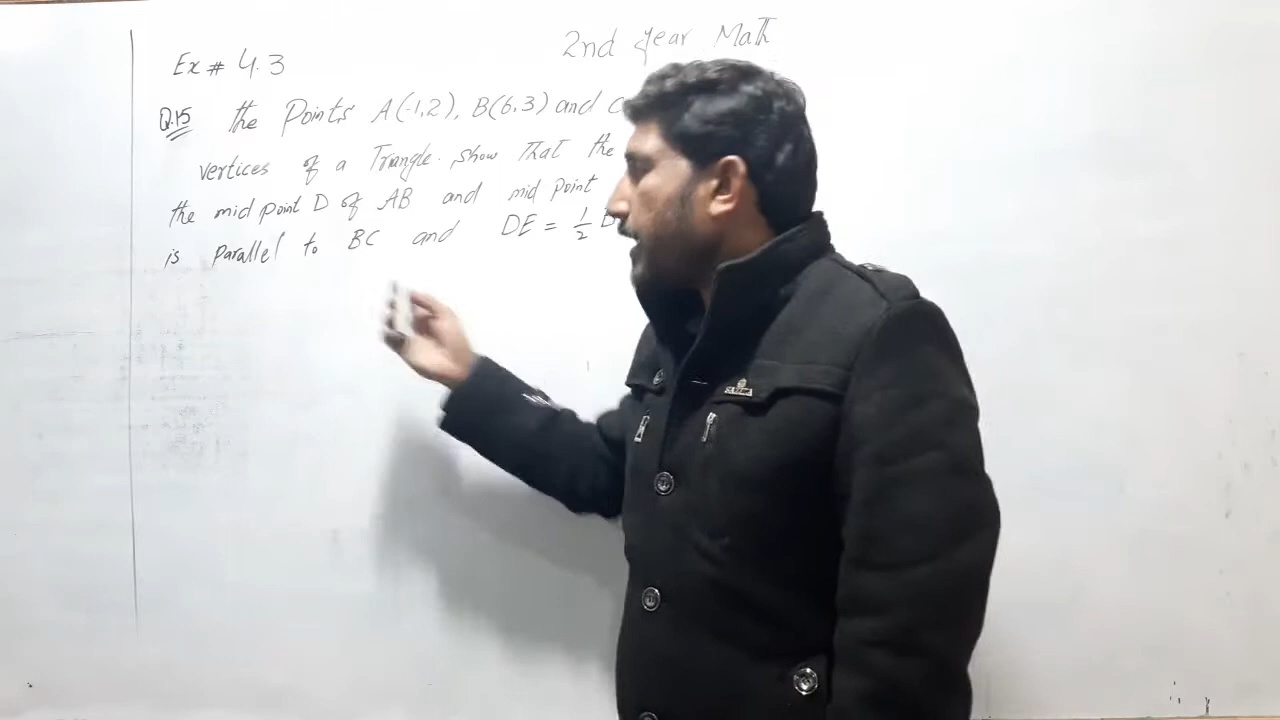 2nd year Math
Ex # 4.3
Q.15 the Points A(-1,2), B(6,3) and C
vertices of a Triangle. show that the
the mid point D of AB and mid point
is parallel to BC and DE = 1/2 B